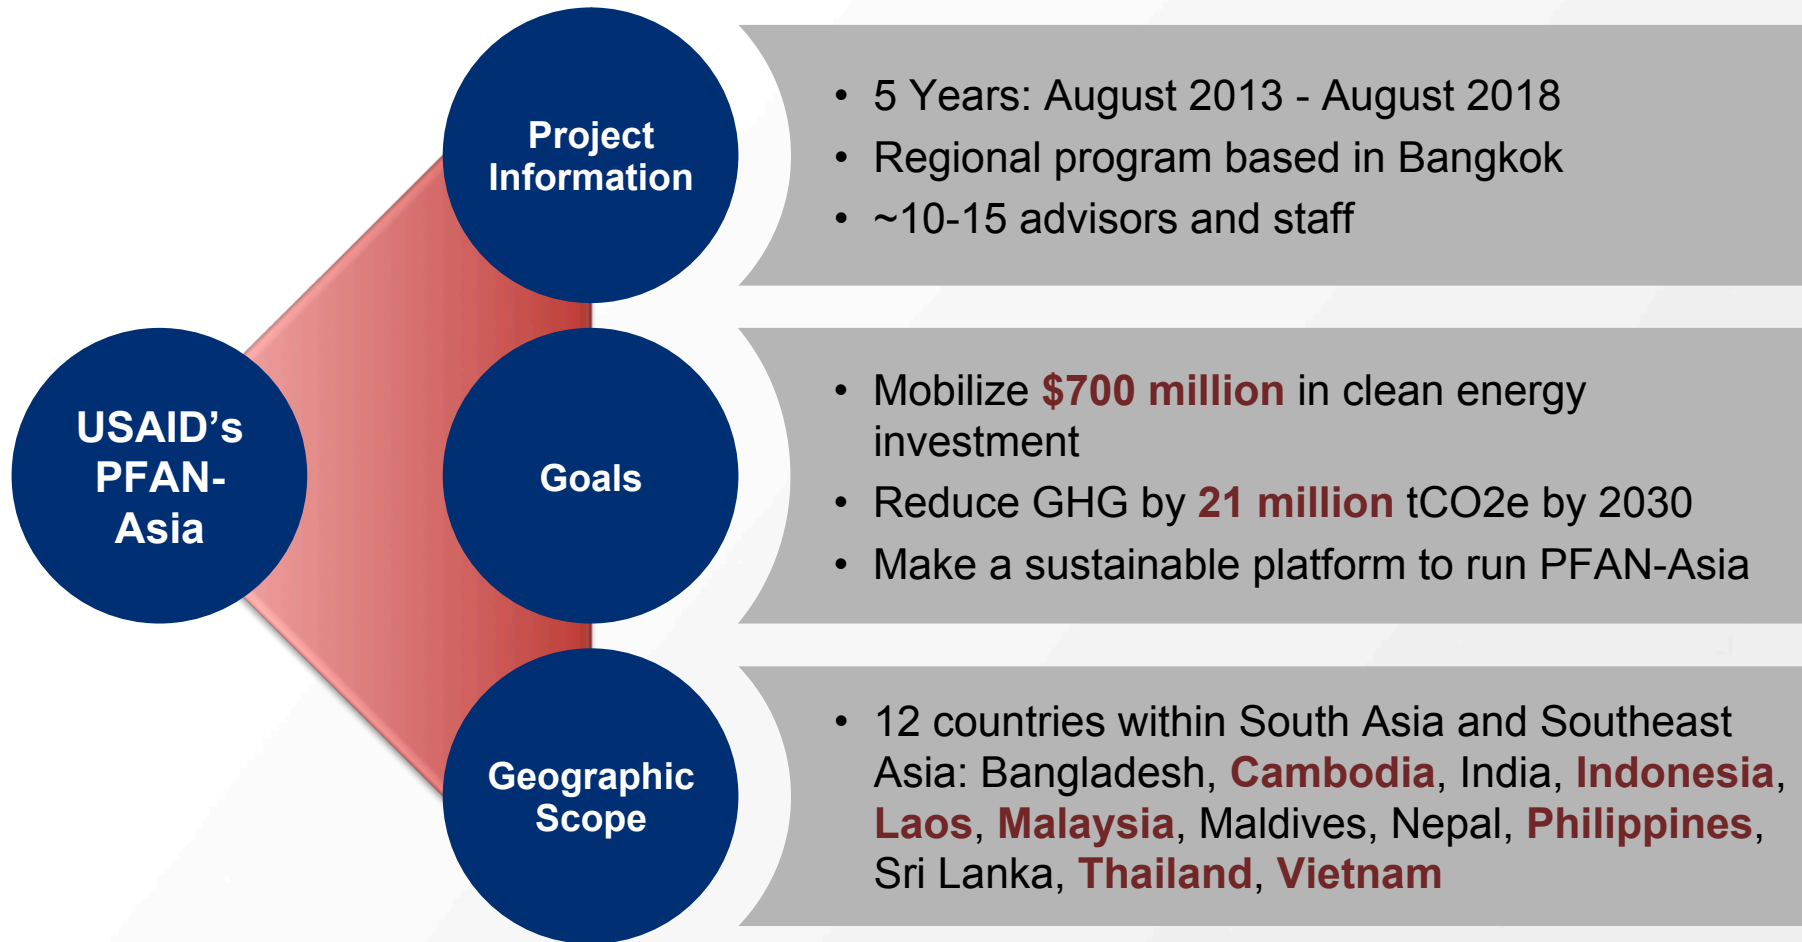 USAID’s
PFAN-
Asia
Project
Information
• 5 Years: August 2013 - August 2018
• Regional program based in Bangkok
• ~10-15 advisors and staff
Goals
• Mobilize $700 million in clean energy
investment
• Reduce GHG by 21 million tCO2e by 2030
• Make a sustainable platform to run PFAN-Asia
Geographic
Scope
• 12 countries within South Asia and Southeast
Asia: Bangladesh, Cambodia, India, Indonesia,
Laos, Malaysia, Maldives, Nepal, Philippines,
Sri Lanka, Thailand, Vietnam